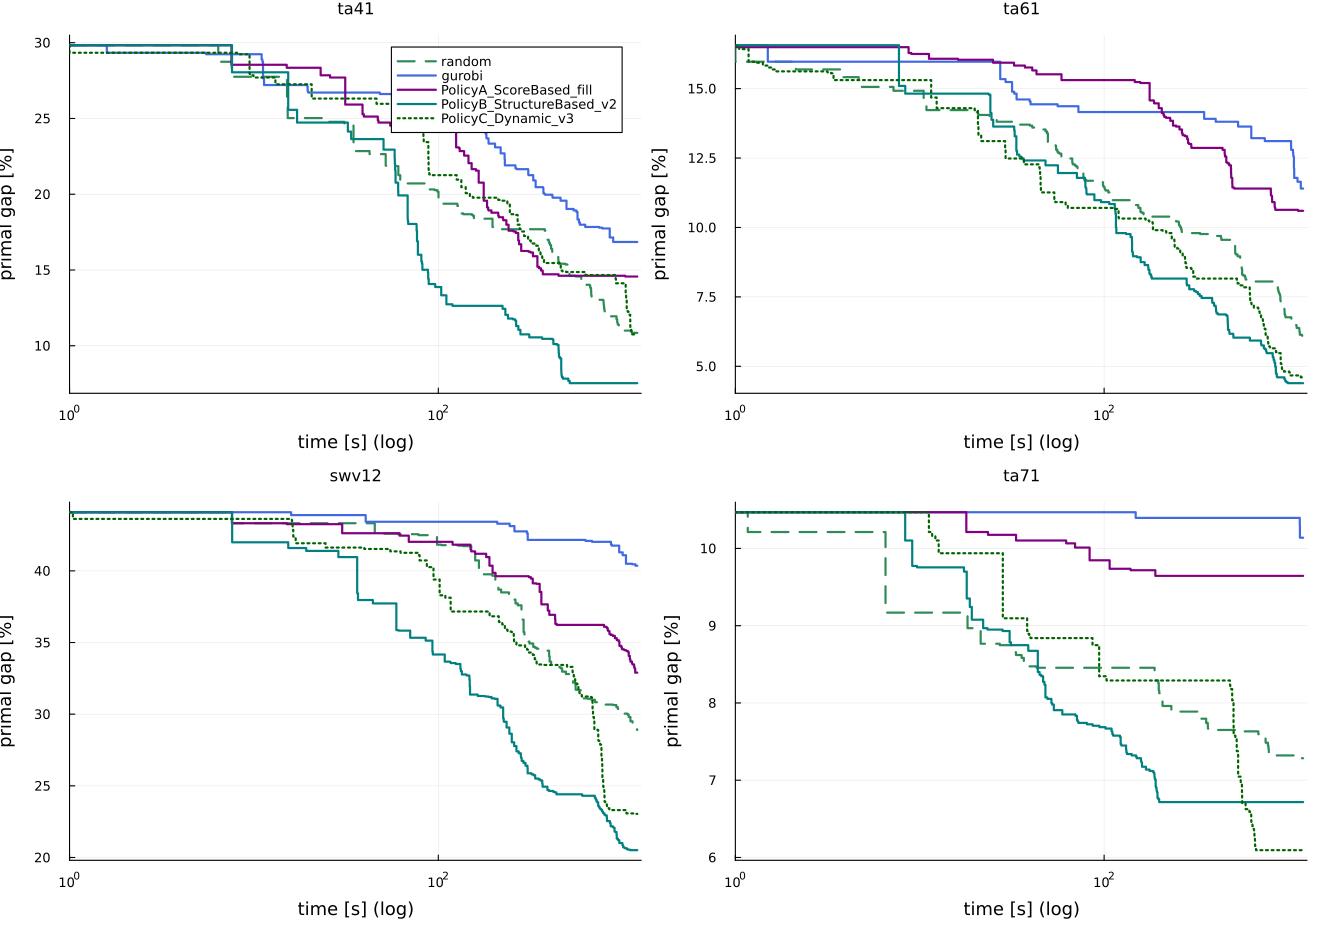 ta41
ta61
30
25
20
15
10
primal gap [%]
random
gurobi
PolicyA_ScoreBased_fill
PolicyB_StructureBased_v2
PolicyC_Dynamic_v3
10^0
10^2
time [s] (log)
15.0
12.5
10.0
7.5
5.0
primal gap [%]
10^0
10^2
time [s] (log)
swv12
ta71
40
35
30
25
20
primal gap [%]
10^0
10^2
time [s] (log)
10
9
8
7
6
primal gap [%]
10^0
10^2
time [s] (log)